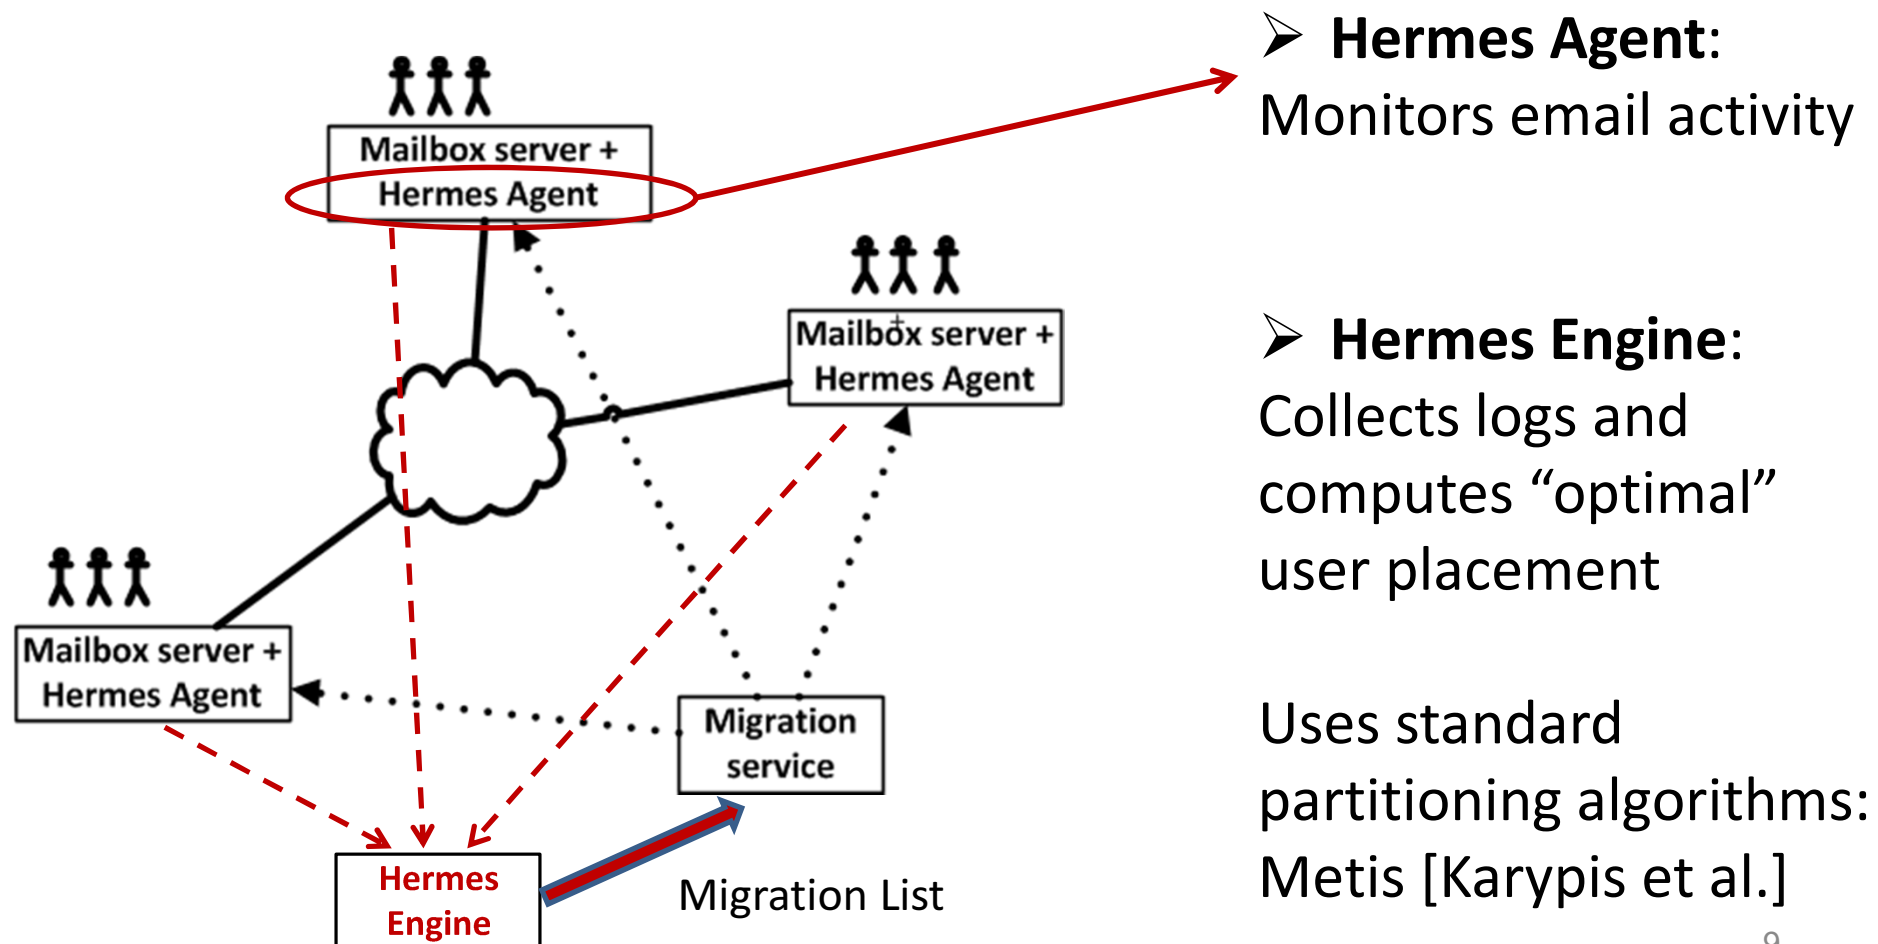 Mailbox server +
Hermes Agent
Mailbox server +
Hermes Agent
Mailbox server +
Hermes Agent
Migration
service
Hermes
Engine
Migration List
➢ Hermes Agent:
Monitors email activity
➢ Hermes Engine:
Collects logs and
computes “optimal”
user placement
Uses standard
partitioning algorithms:
Metis [Karypis et al.]
9